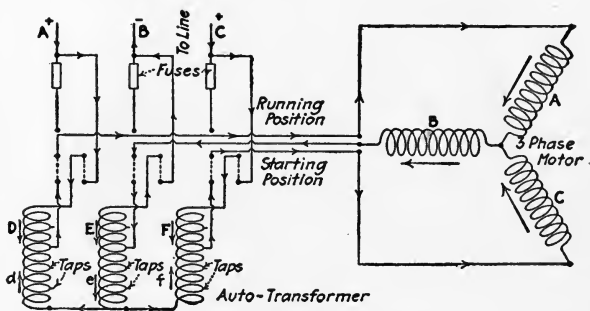 A + B - C +
To Line
Fuses
Running
Position
Starting
Position
A
B
C
3 Phase
Motor.
D E F
d e f
Taps Taps Taps
Auto-Transformer